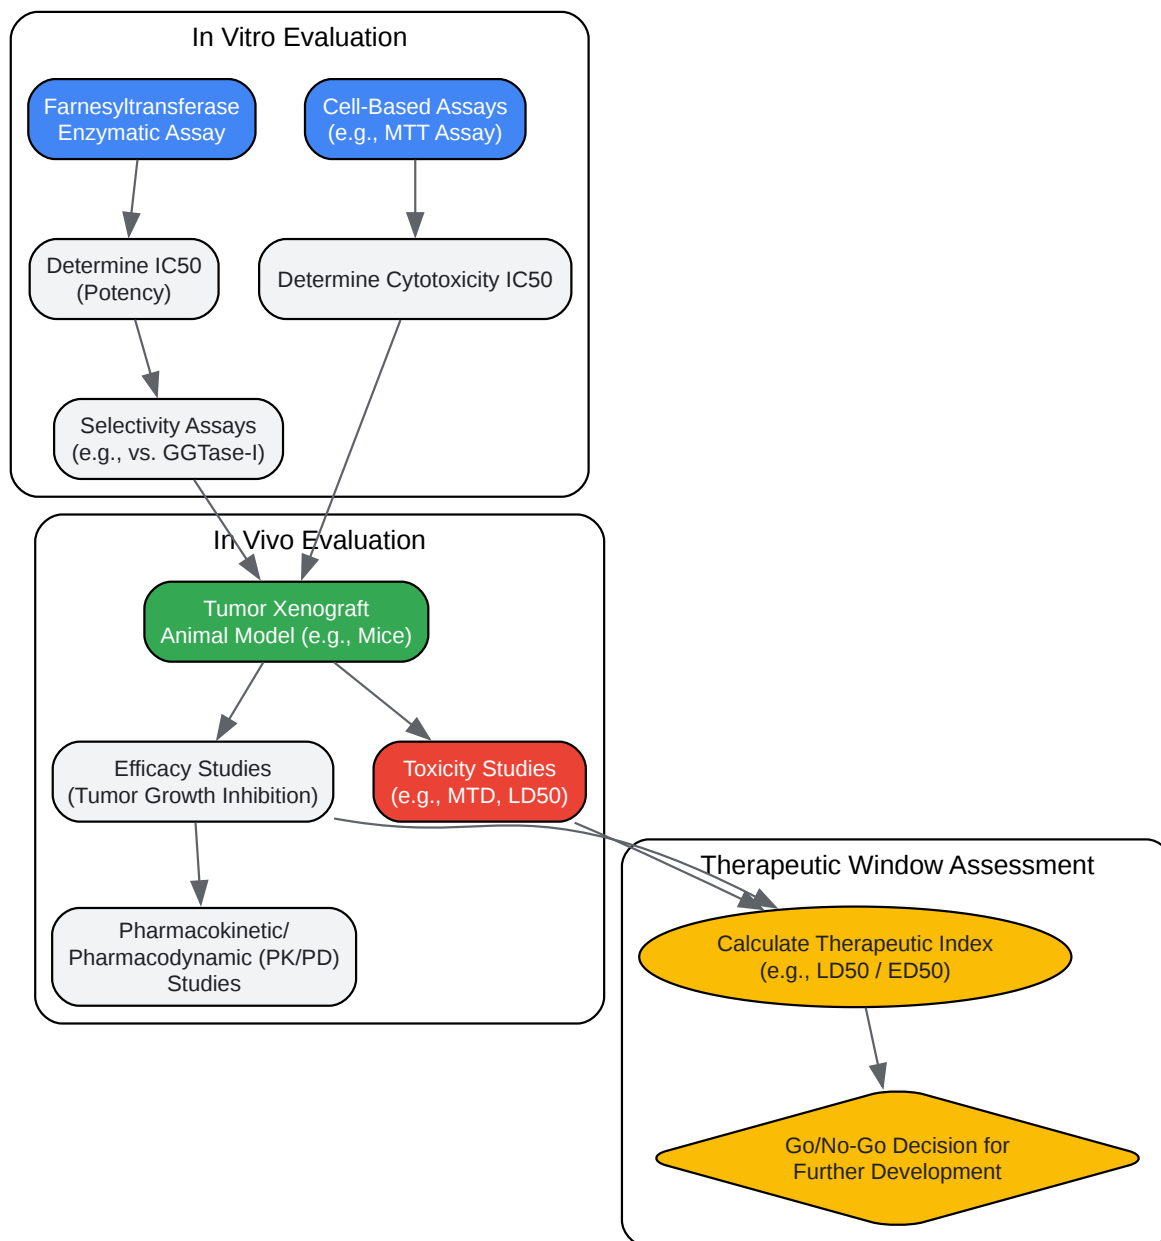 In Vitro Evaluation
Farnesyltransferase
Enzymatic Assay
Cell-Based Assays
(e.g., MTT Assay)
Determine IC50
(Potency)
Determine Cytotoxicity IC50
Selectivity Assays
(e.g., vs. GGTase-I)
In Vivo Evaluation
Tumor Xenograft
Animal Model (e.g., Mice)
Efficacy Studies
(Tumor Growth Inhibition)
Toxicity Studies
(e.g., MTD, LD50)
Pharmacokinetic/
Pharmacodynamic (PK/PD)
Studies
Therapeutic Window Assessment
Calculate Therapeutic Index
(e.g., LD50 / ED50)
Go/No-Go Decision for
Further Development